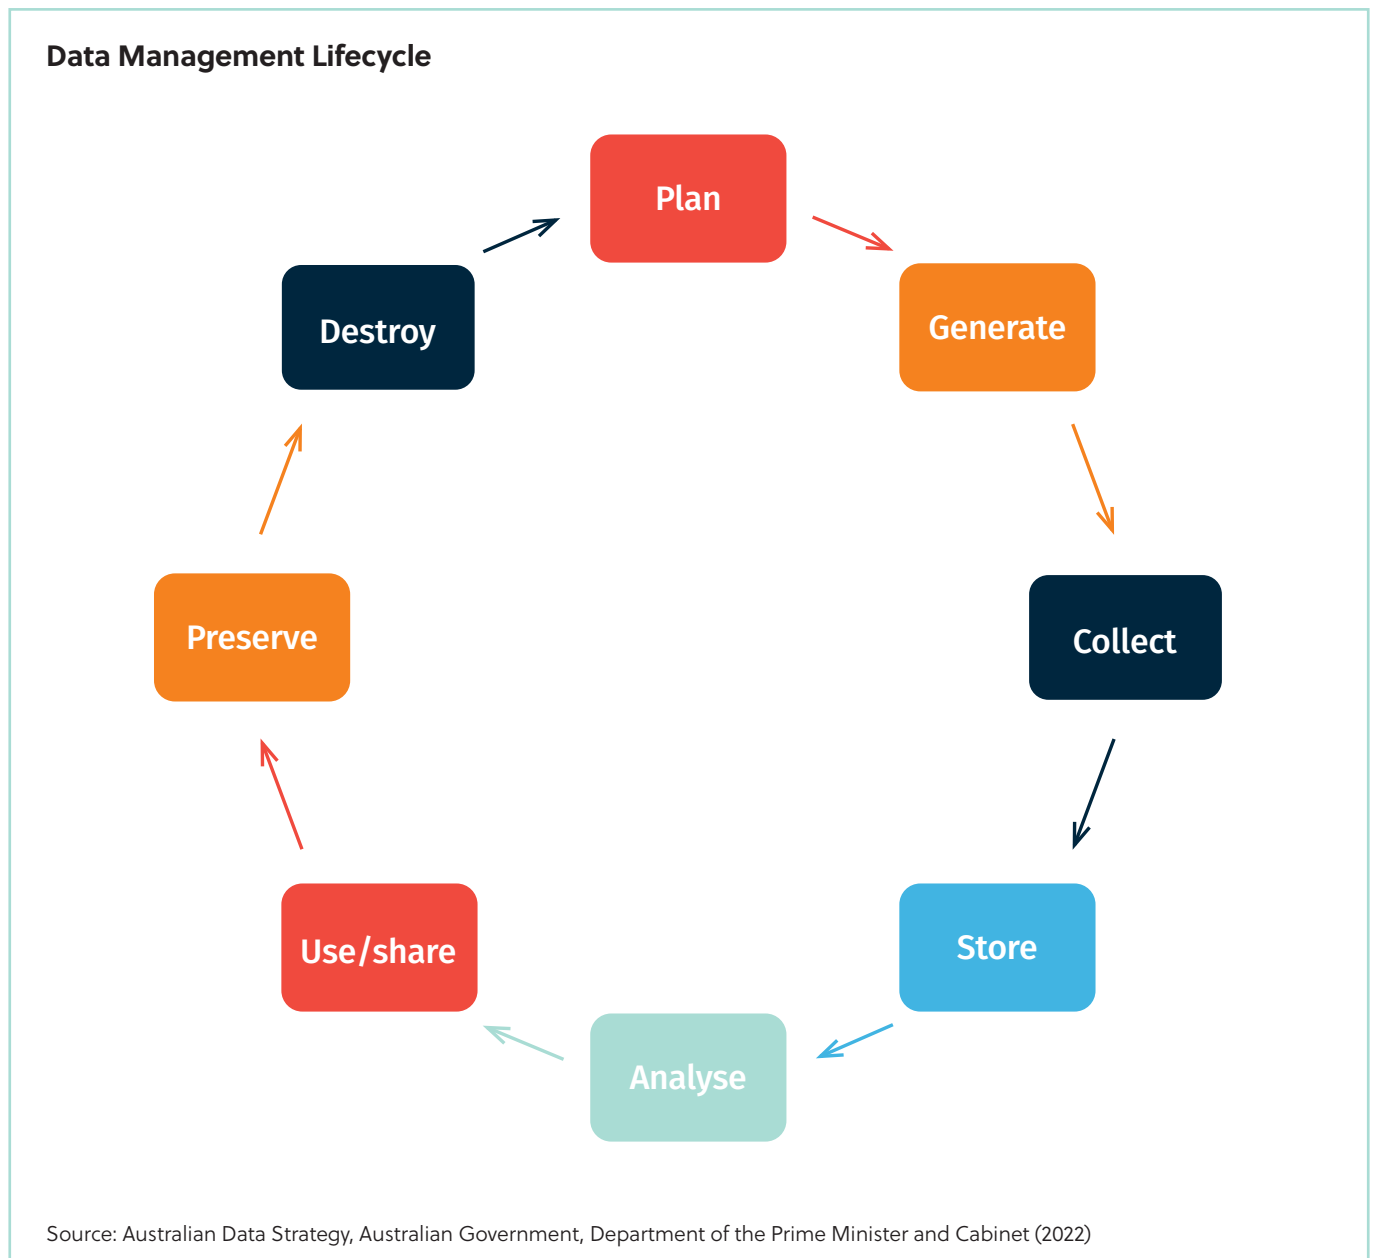 Data Management Lifecycle
Plan
Generate
Collect
Store
Analyse
Use/share
Preserve
Destroy
Source: Australian Data Strategy, Australian Government, Department of the Prime Minister and Cabinet (2022)